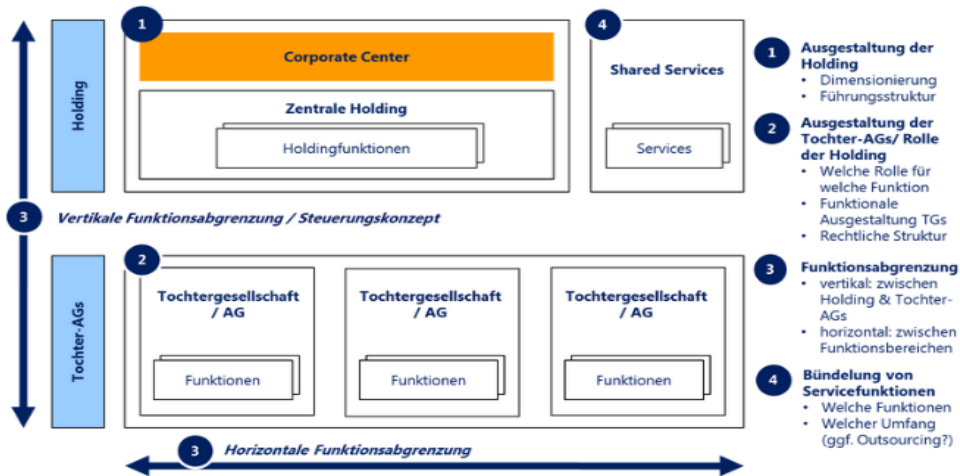 1
Corporate Center
Zentrale Holding
Holdingfunktionen
Holding
4
Shared Services
Services
3
Vertikale Funktionsabgrenzung / Steuerungskonzept
Tochter-AGs
2
Tochtergesellschaft
/ AG
Funktionen
Tochtergesellschaft
/ AG
Funktionen
Tochtergesellschaft
/ AG
Funktionen
3
Horizontale Funktionsabgrenzung
1
Ausgestaltung der
Holding
• Dimensionierung
• Führungsstruktur
2
Ausgestaltung der
Tochter-AGs/ Rolle
der Holding
• Welche Rolle für
welche Funktion
• Funktionale
Ausgestaltung TGs
• Rechtliche Struktur
3
Funktionsabgrenzung
• vertikal: zwischen
Holding & Tochter-
AGs
• horizontal: zwischen
Funktionsbereichen
4
Bündelung von
Servicefunktionen
• Welche Funktionen
• Welcher Umfang
(ggf. Outsourcing?)